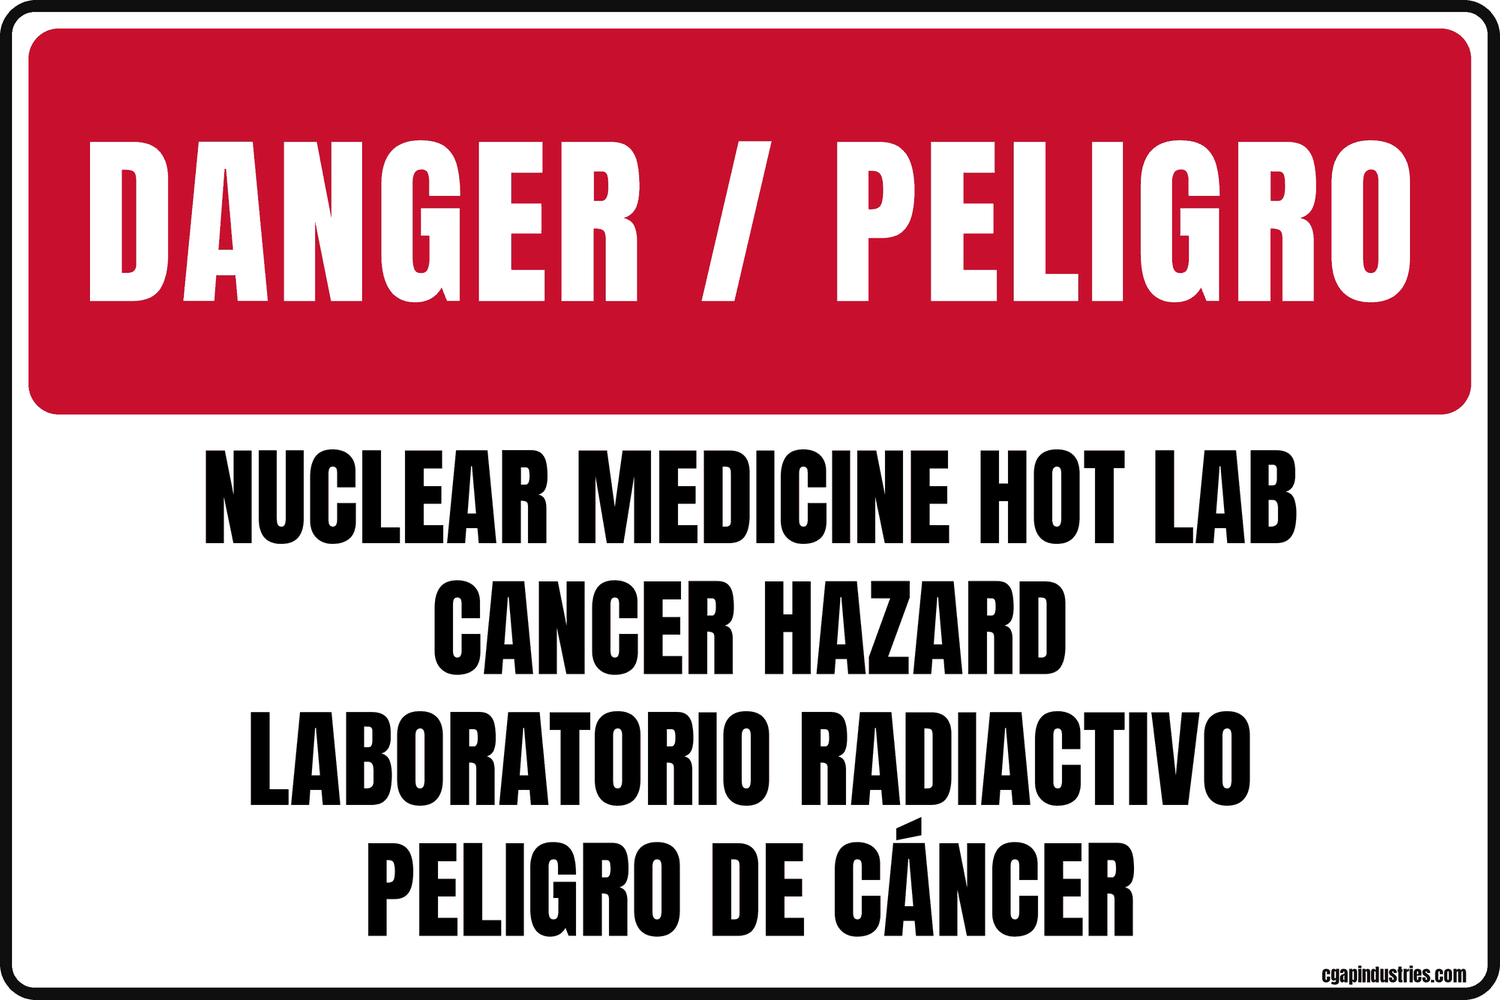 DANGER / PELIGRO
NUCLEAR MEDICINE HOT LAB
CANCER HAZARD
LABORATORIO RADIACTIVO
PELIGRO DE CÁNCER
cgapindustries.com